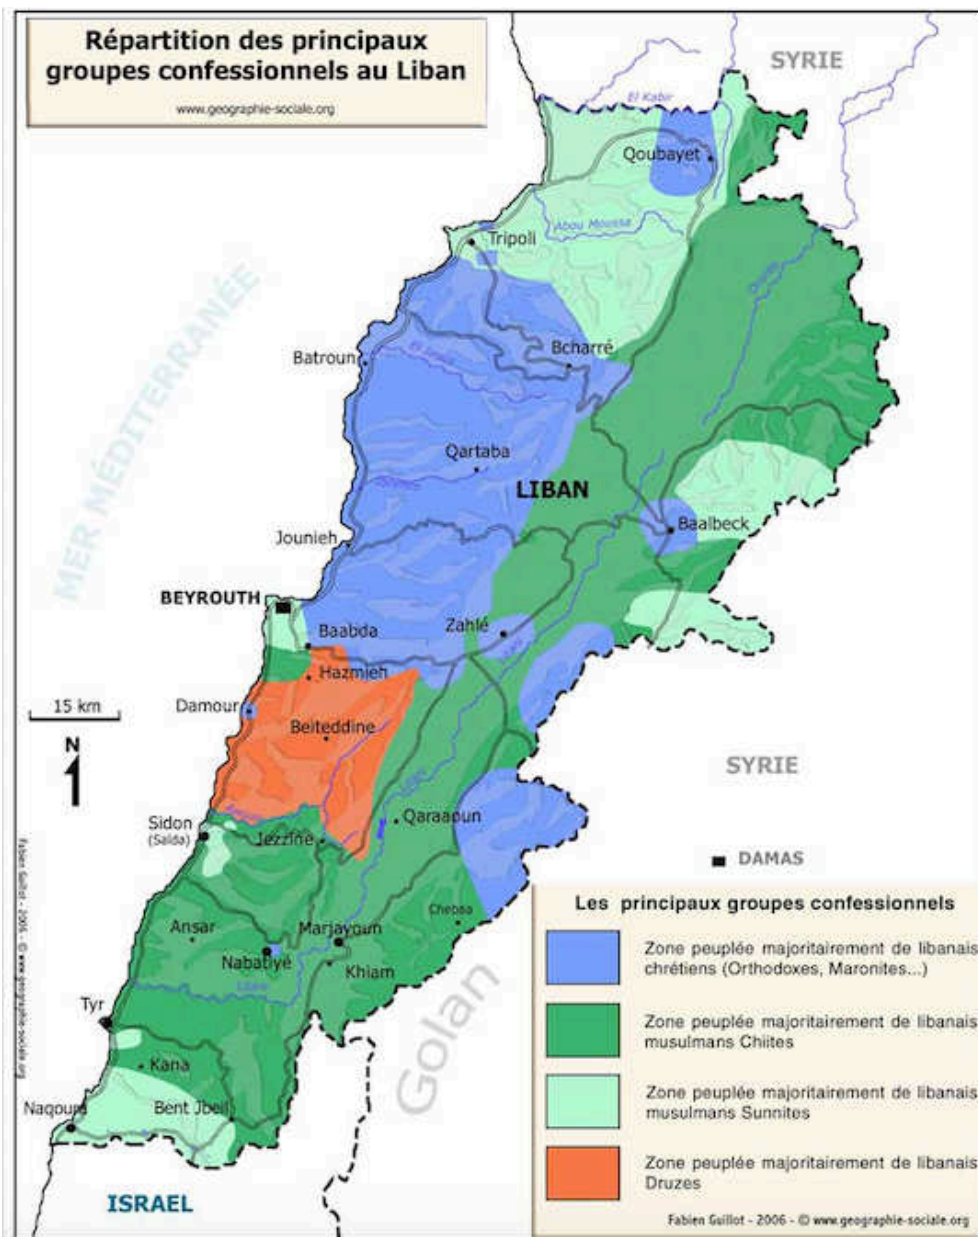 Répartition des principaux
groupes confessionnels au Liban
www.geographie-sociale.org
SYRIE
El Kabir
Qoubayet
Abou Moussa
Tripoli
MER MÉDITERRANÉE
Batroun
Bcharré
Qartaba
LIBAN
Jounieh
Baalbeck
BEYROUTH
Baabda
Zahlé
Hazmieh
15 km
Damour
Beiteddine
N
SYRIE
Sidon
(Saïda)
Jezzine
Qaraaoun
DAMAS
Ansar
Marjayoun
Chebaa
Nabatiyé
Khiam
Golan
Tyr
Kana
Naqoura
Bent Jbeil
ISRAEL
Fabien Guillot - 2006 - © www.geographie-sociale.org
Les principaux groupes confessionnels
Zone peuplée majoritairement de libanais
chrétiens (Orthodoxes, Maronites...)
Zone peuplée majoritairement de libanais
musulmans Chiites
Zone peuplée majoritairement de libanais
musulmans Sunnites
Zone peuplée majoritairement de libanais
Druzes
Fabien Guillot - 2006 - © www.geographie-sociale.org